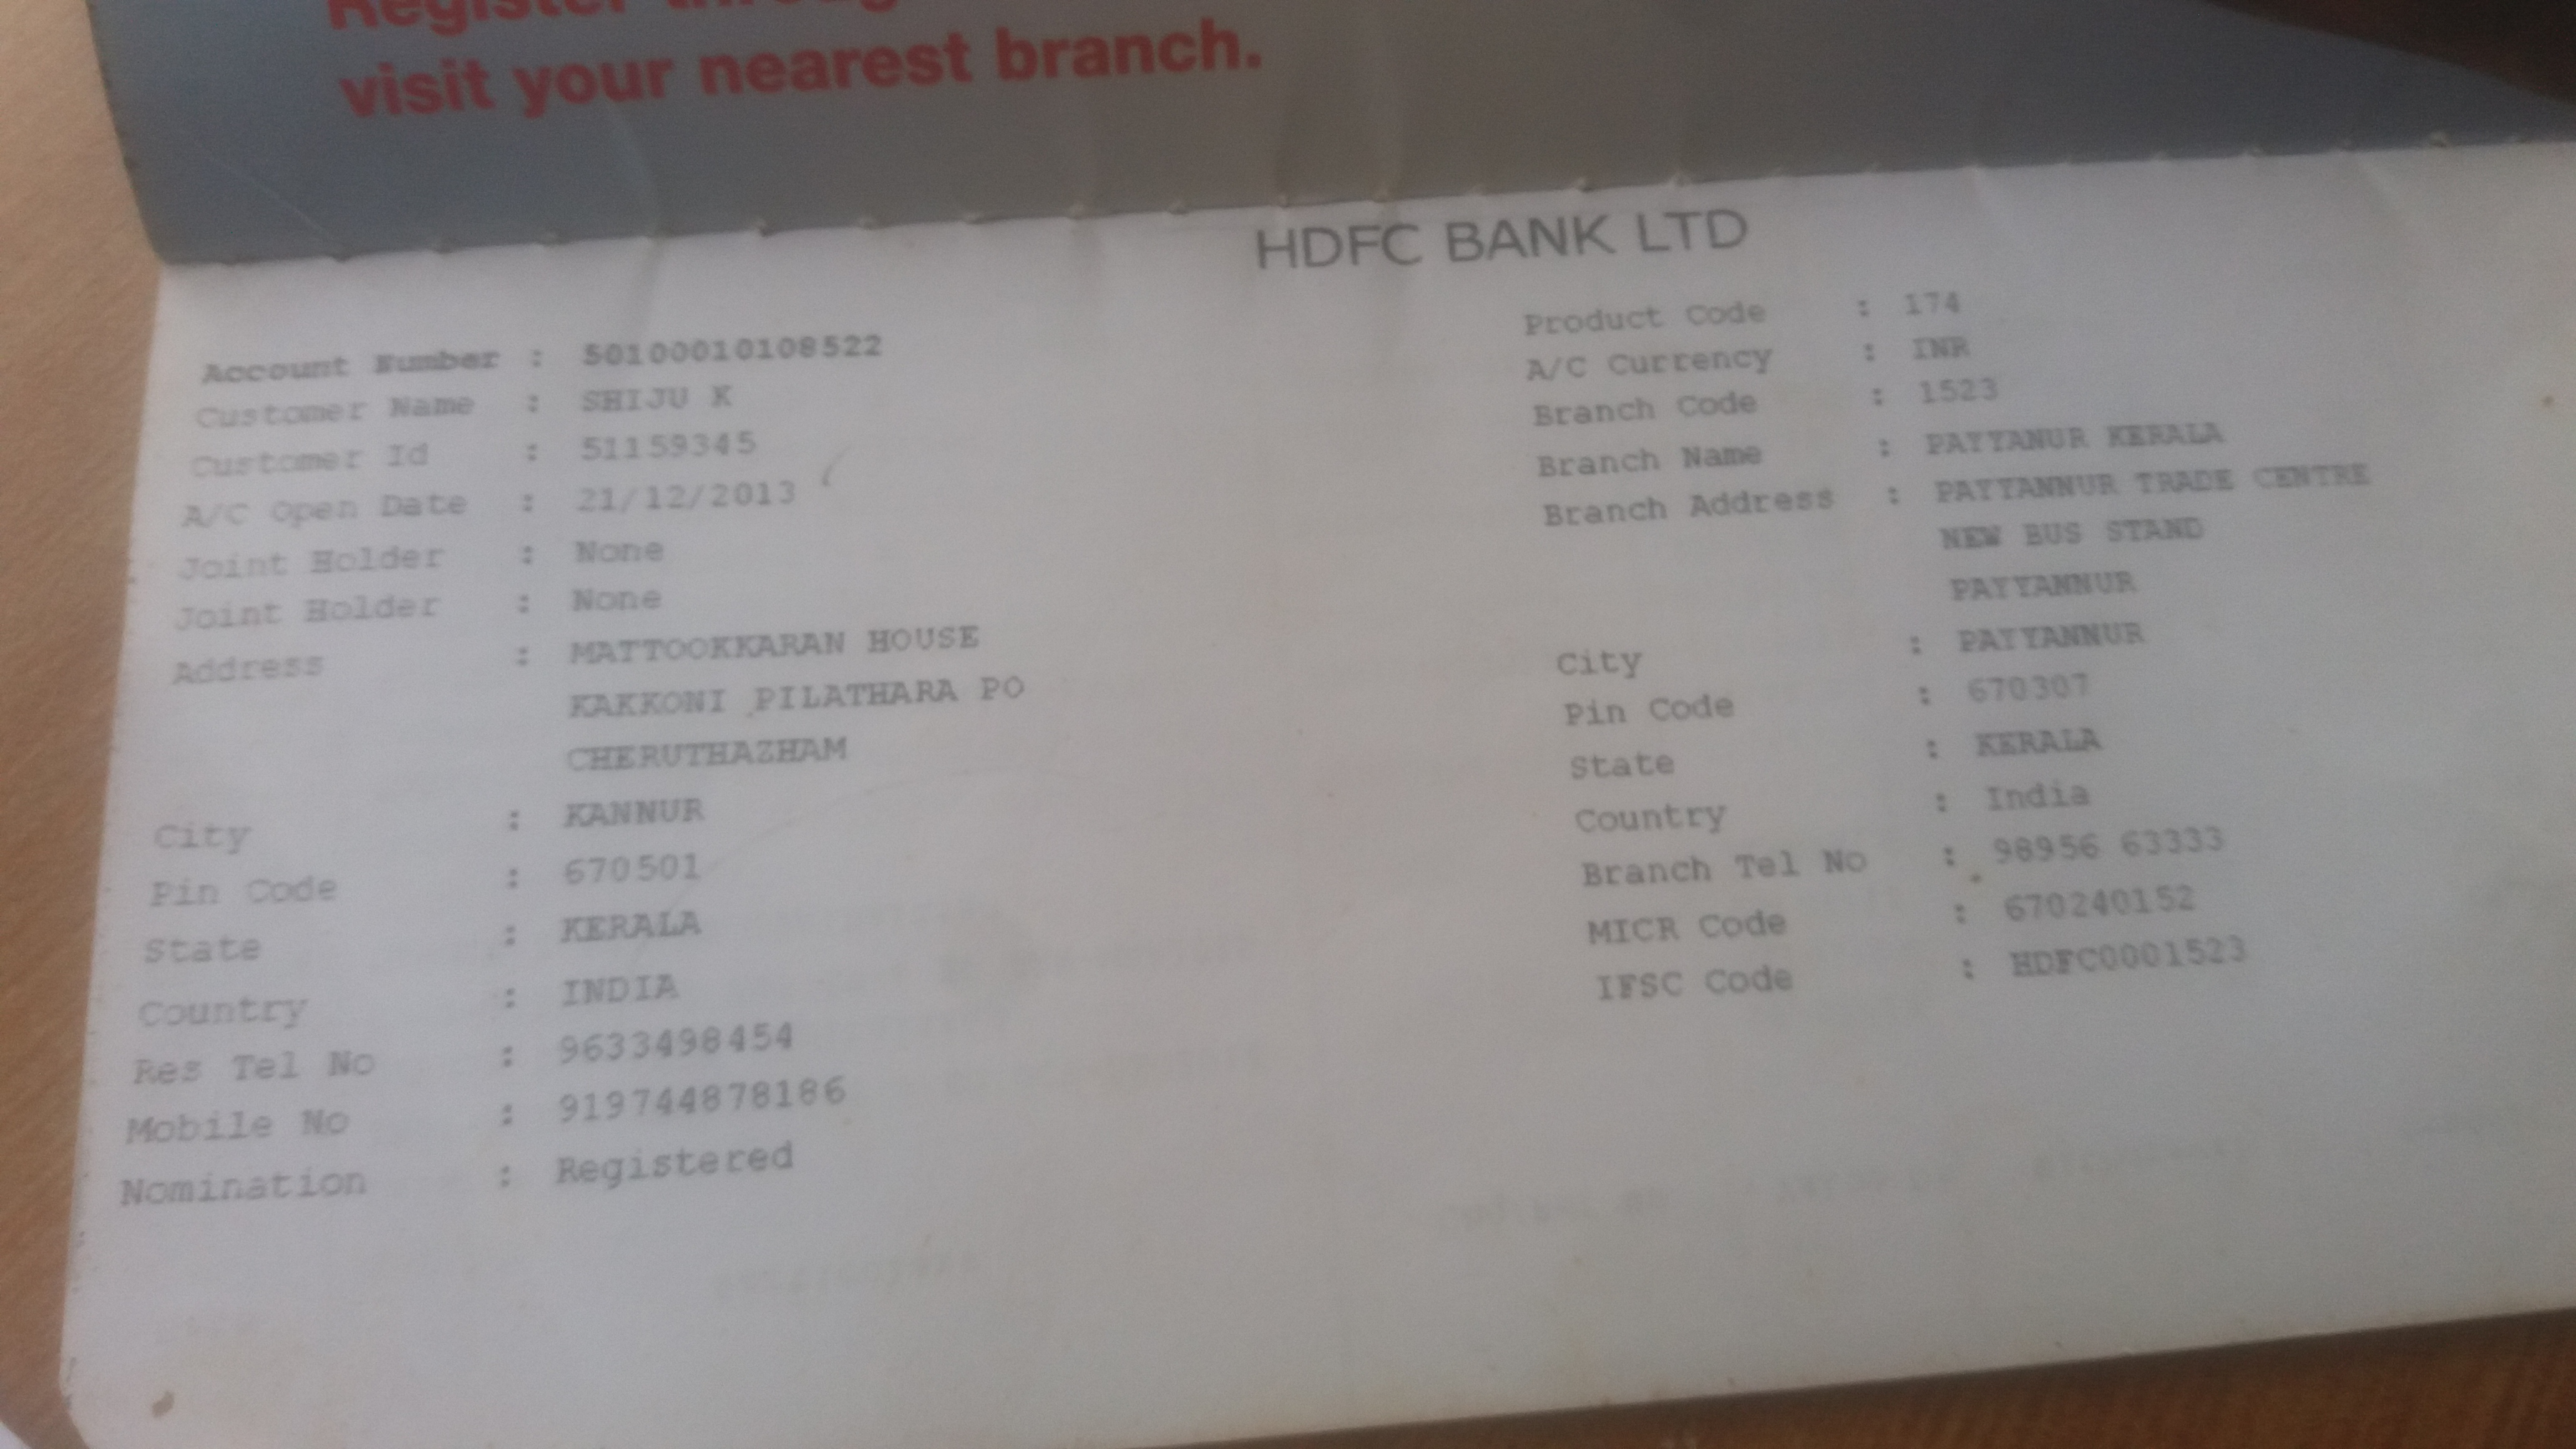 Register throug
visit your nearest branch.
HDFC BANK LTD
Account Number : 50100010108522
Customer Name : SHIJU K
Customer Id : 51159345
A/C Open Date : 21/12/2013
Joint Holder : None
Joint Holder : None
Address : MATTOOKKARAN HOUSE
KAKKONI PILATHARA PO
CHERUTHAZHAM
City : KANNUR
Pin Code : 670501
State : KERALA
Country : INDIA
Res Tel No : 9633498454
Mobile No : 919744878186
Nomination : Registered
Product Code : 174
A/C Currency : INR
Branch Code : 1523
Branch Name : PAYYANUR KERALA
Branch Address : PAYYANNUR TRADE CENTRE
NEW BUS STAND
PAYYANNUR
City : PAYYANNUR
Pin Code : 670307
State : KERALA
Country : India
Branch Tel No : 98956 63333
MICR Code : 670240152
IFSC Code : HDFC0001523